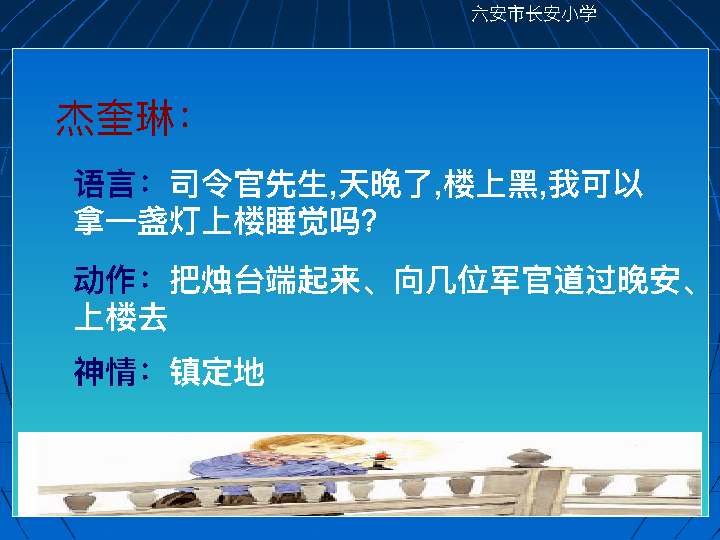 六安市长安小学
杰奎琳：
语言：司令官先生,天晚了,楼上黑,我可以
拿一盏灯上楼睡觉吗?
动作：把烛台端起来、向几位军官道过晚安、
上楼去
神情：镇定地